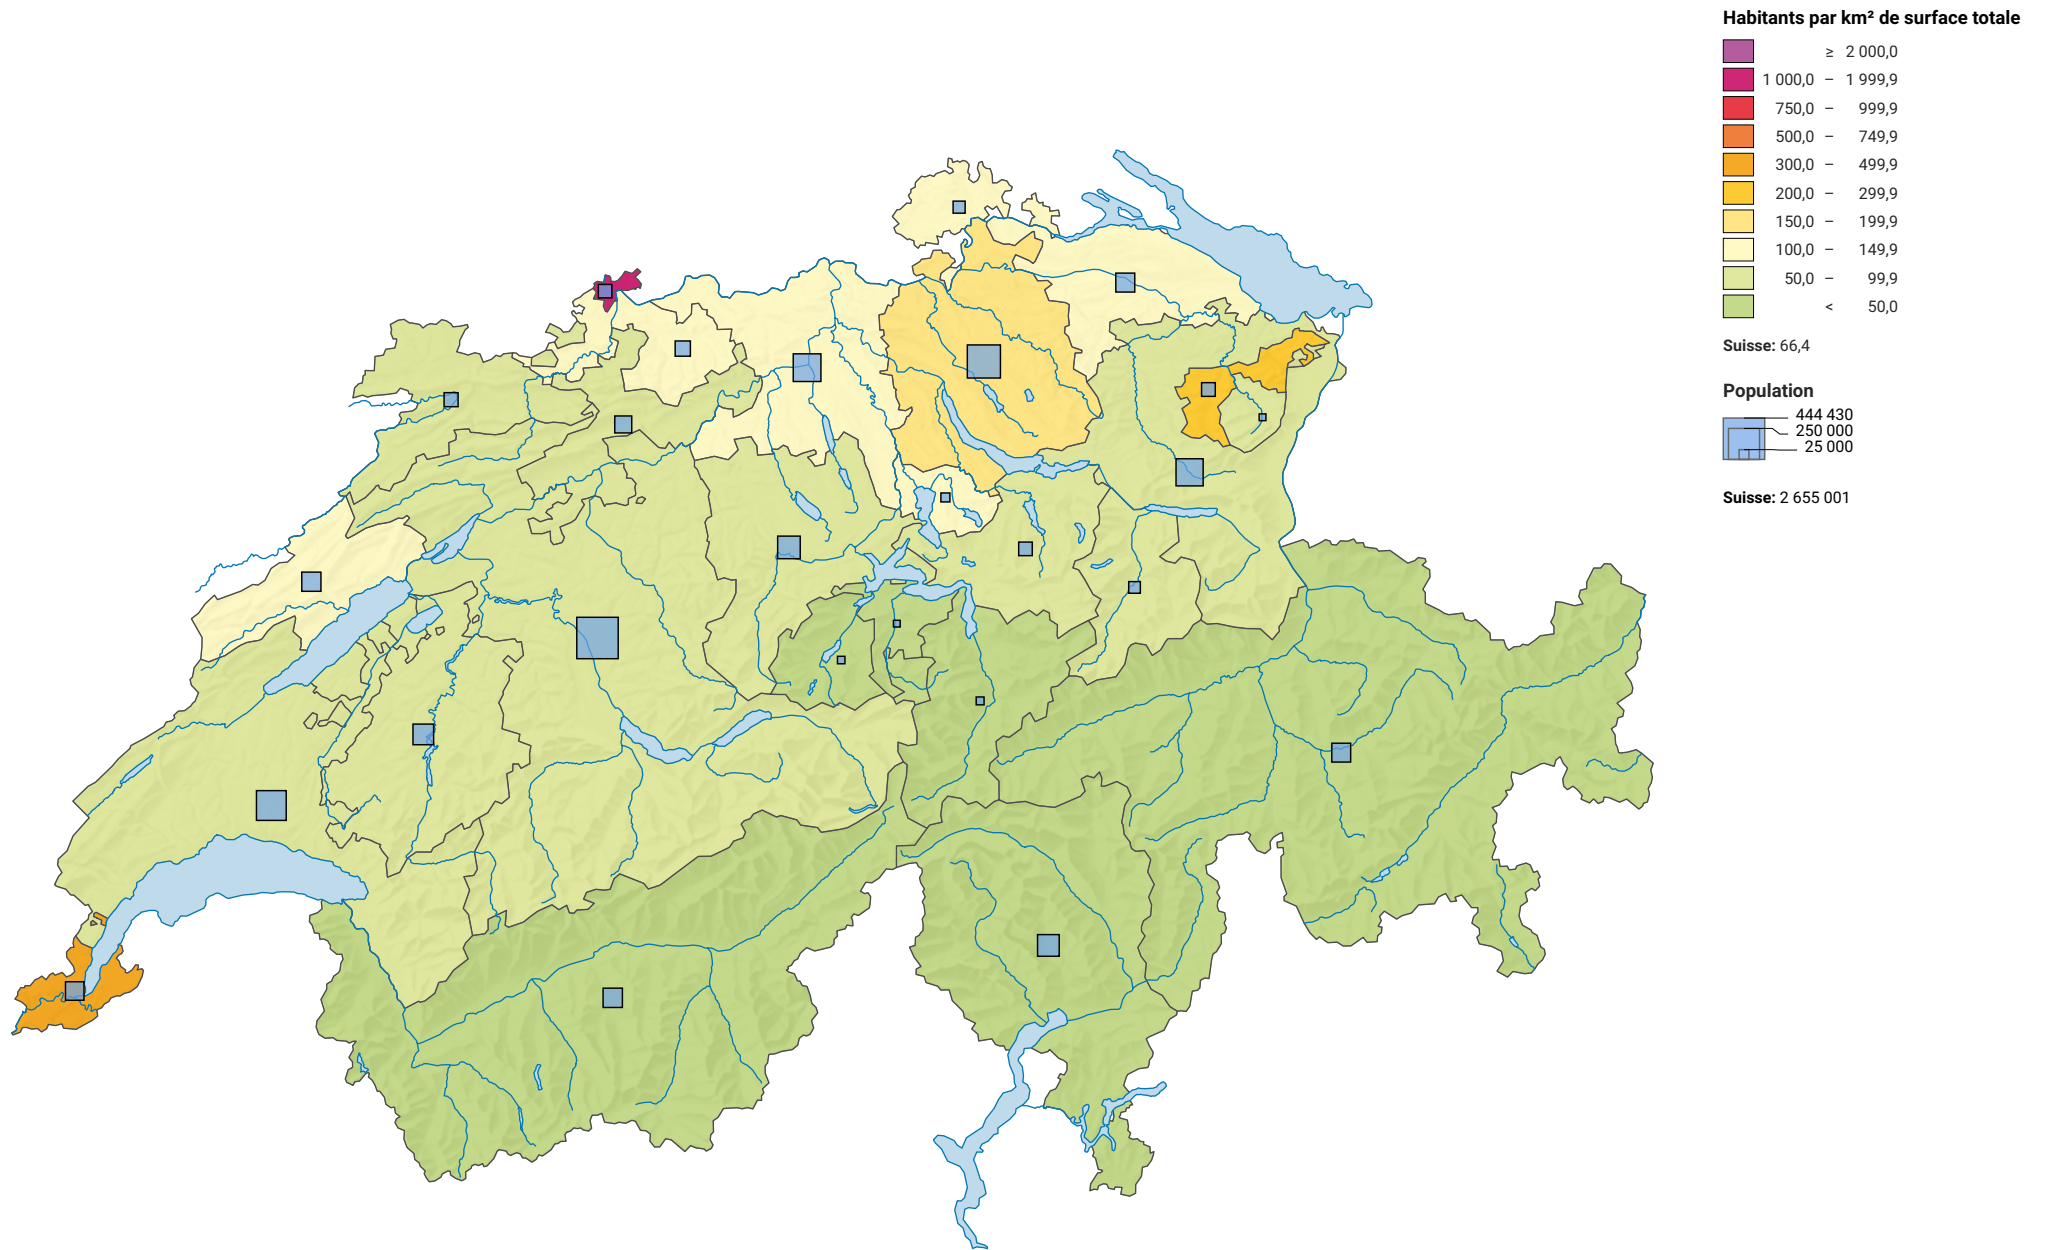 Habitants par km² de surface totale
≥ 2 000,0
1 000,0 – 1 999,9
750,0 – 999,9
500,0 – 749,9
300,0 – 499,9
200,0 – 299,9
150,0 – 199,9
100,0 – 149,9
50,0 – 99,9
< 50,0
Suisse: 66,4
Population
444 430
250 000
25 000
Suisse: 2 655 001